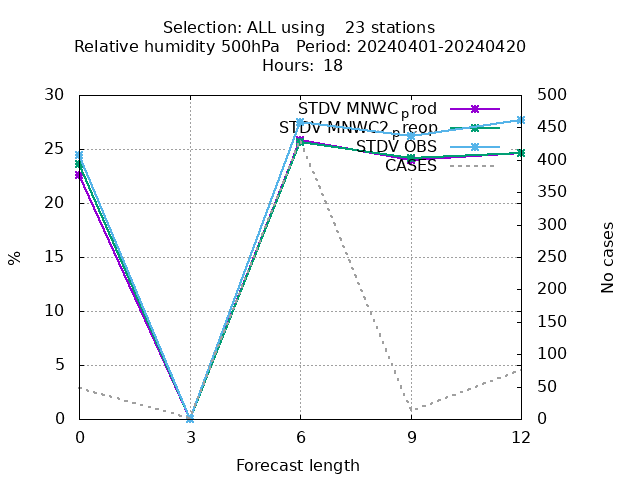 Selection: ALL using 23 stations
Relative humidity 500hPa Period: 20240401-20240420
Hours: 18
STDV MNWC_prod
STDV MNWC2_preop
STDV OBS
CASES
30
25
20
15
10
5
0
%
500
450
400
350
300
250
200
150
100
50
0
No cases
0 3 6 9 12
Forecast length